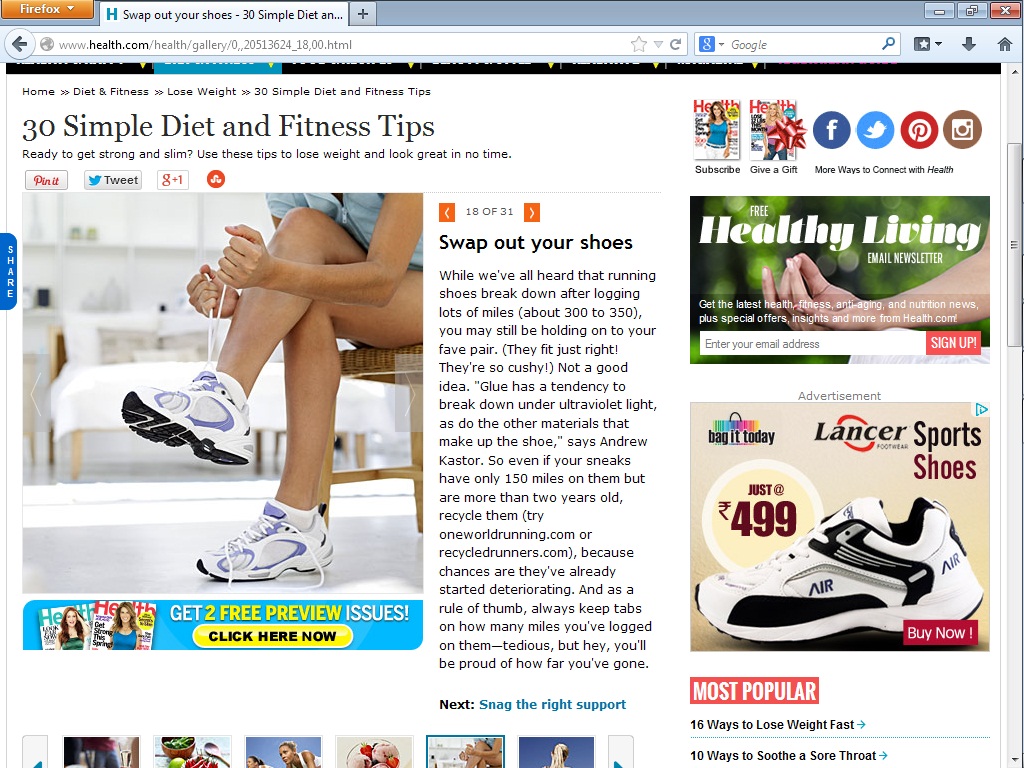 Firefox
Swap out your shoes - 30 Simple Diet an...
www.health.com/health/gallery/0,,20513624_18,00.html
Google
Home >> Diet & Fitness >> Lose Weight >> 30 Simple Diet and Fitness Tips
30 Simple Diet and Fitness Tips
Ready to get strong and slim? Use these tips to lose weight and look great in no time.
Pin it
Tweet
+1
SHARE
18 OF 31
Swap out your shoes
While we've all heard that running
shoes break down after logging
lots of miles (about 300 to 350),
you may still be holding on to your
fave pair. (They fit just right!
They're so cushy!) Not a good
idea. "Glue has a tendency to
break down under ultraviolet light,
as do the other materials that
make up the shoe," says Andrew
Kastor. So even if your sneaks
have only 150 miles on them but
are more than two years old,
recycle them (try
oneworldrunning.com or
recycledrunners.com), because
chances are they've already
started deteriorating. And as a
rule of thumb, always keep tabs
on how many miles you've logged
on them—tedious, but hey, you'll
be proud of how far you've gone.
Next: Snag the right support
Health
Health
GET 2 FREE PREVIEW ISSUES!
CLICK HERE NOW
Health
Health
Subscribe
Give a Gift
More Ways to Connect with Health
FREE
Healthy Living
EMAIL NEWSLETTER
Get the latest health, fitness, anti-aging, and nutrition news,
plus special offers, insights and more from Health.com!
Enter your email address
SIGN UP!
Advertisement
bag it today
Lancer
FOOTWEAR
Sports
Shoes
JUST @
₹499
AIR
AIR
Buy Now !
MOST POPULAR
16 Ways to Lose Weight Fast
10 Ways to Soothe a Sore Throat